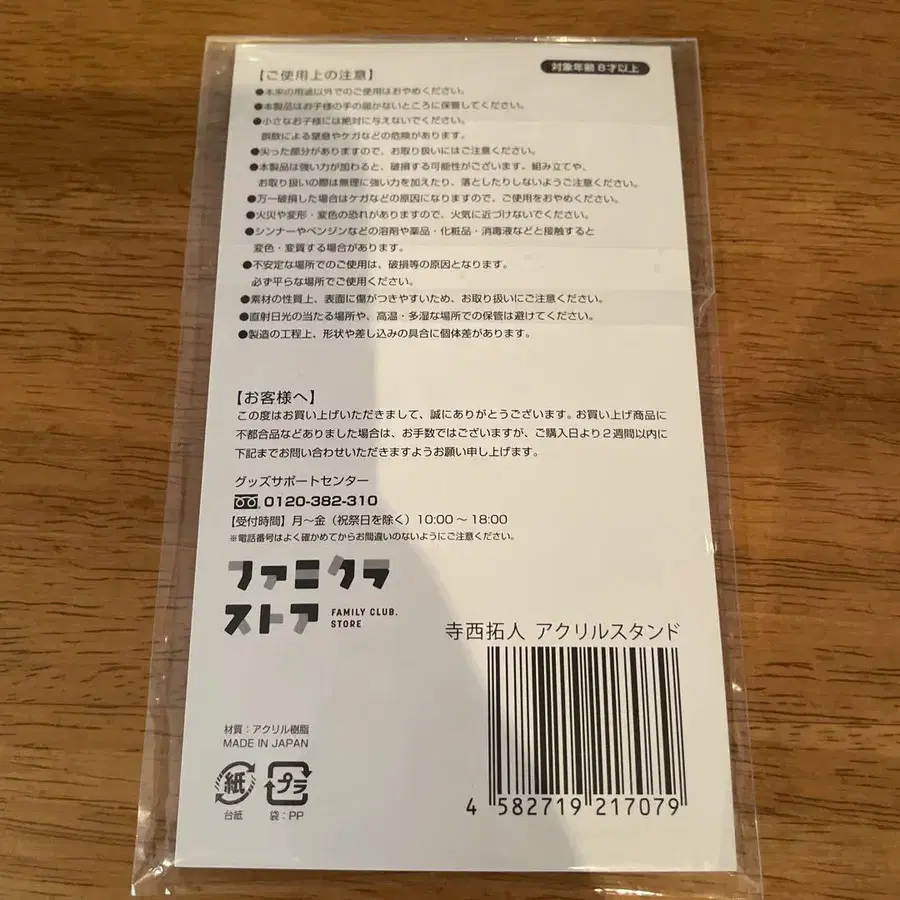 【ご使用上の注意】
対象年齢6才以上
●本来の用途以外でのご使用はおやめください。
●本製品はお子様の手の届かないところに保管してください。
●小さなお子様には絶対に与えないでください。
誤飲による窒息やケガなどの危険があります。
●尖った部分がありますので、お取り扱いにはご注意ください。
●本製品は強い力が加わると、破損する可能性がございます。組み立てや、
お取り扱いの際は無理に強い力を加えたり、落としたりしないようご注意ください。
●万一破損した場合はケガなどの原因になりますので、ご使用をおやめください。
●火災や変形・変色の恐れがありますので、火気に近づけないでください。
●シンナーやベンジンなどの溶剤や薬品・化粧品・消毒液などと接触すると
変色・変質する場合があります。
●不安定な場所でのご使用は、破損等の原因となります。
必ず平らな場所でご使用ください。
●素材の性質上、表面に傷がつきやすいため、お取り扱いにご注意ください。
●直射日光の当たる場所や、高温・多湿な場所での保管は避けてください。
●製造の工程上、形状や差し込みの具合に個体差があります。
【お客様へ】
この度はお買い上げいただきまして、誠にありがとうございます。お買い上げ商品に
不都合品などありました場合は、お手数ではございますが、ご購入日より2週間以内に
下記までお問い合わせいただきますようお願い申し上げます。
グッズサポートセンター
0120-382-310
【受付時間】月〜金（祝祭日を除く）10:00〜18:00
※電話番号はよく確かめてからお間違いのないようにご注意ください。
ファミクラ
ストア
FAMILY CLUB.
STORE
寺西拓人 アクリルスタンド
4 582719 217079
材質：アクリル樹脂
MADE IN JAPAN
紙
プラ
台紙
袋：PP